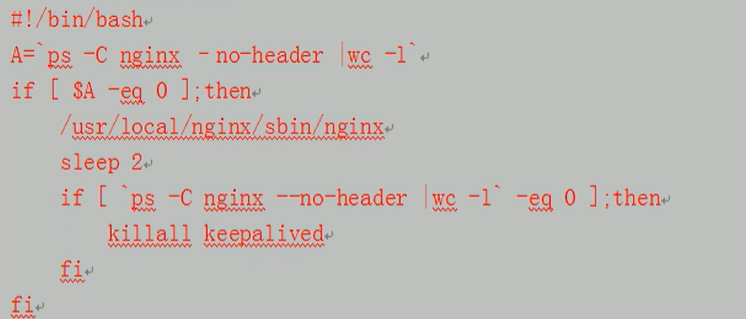 #!/bin/bash
A=`ps -C nginx – no-header |wc -l`
if [ $A -eq 0 ];then
/usr/local/nginx/sbin/nginx
sleep 2
if [ `ps -C nginx --no-header |wc -l` -eq 0 ];then
killall keepalived
fi
fi